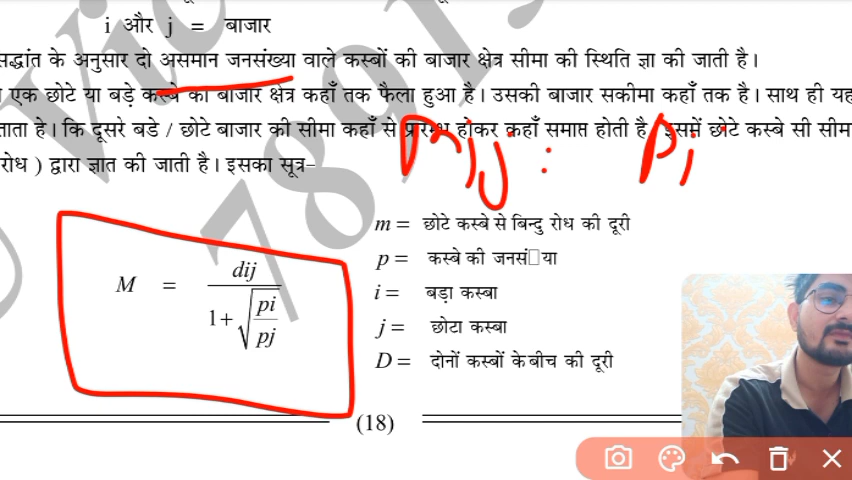 i और j = बाजार
सद्धांत के अनुसार दो असमान जनसंख्या वाले कस्बों की बाजार क्षेत्र सीमा की स्थिति ज्ञा की जाती है।
एक छोटे या बड़े कस्बे का बाजार क्षेत्र कहाँ तक फैला हुआ है। उसकी बाजार सकीमा कहाँ तक है। साथ ही यह
ताता है। कि दूसरे बडे / छोटे बाजार की सीमा कहाँ से प्रारम्भ होकर कहाँ समाप्त होती है इसमें छोटे कस्बे सी सीम
रोध ) द्वारा ज्ञात की जाती है। इसका सूत्र-
mij : pi
M = dij / 1+ √(pi / pj)
m = छोटे कस्बे से बिन्दु रोध की दूरी
p = कस्बे की जनसं□या
i = बड़ा कस्बा
j = छोटा कस्बा
D = दोनों कस्बों के बीच की दूरी
(18)